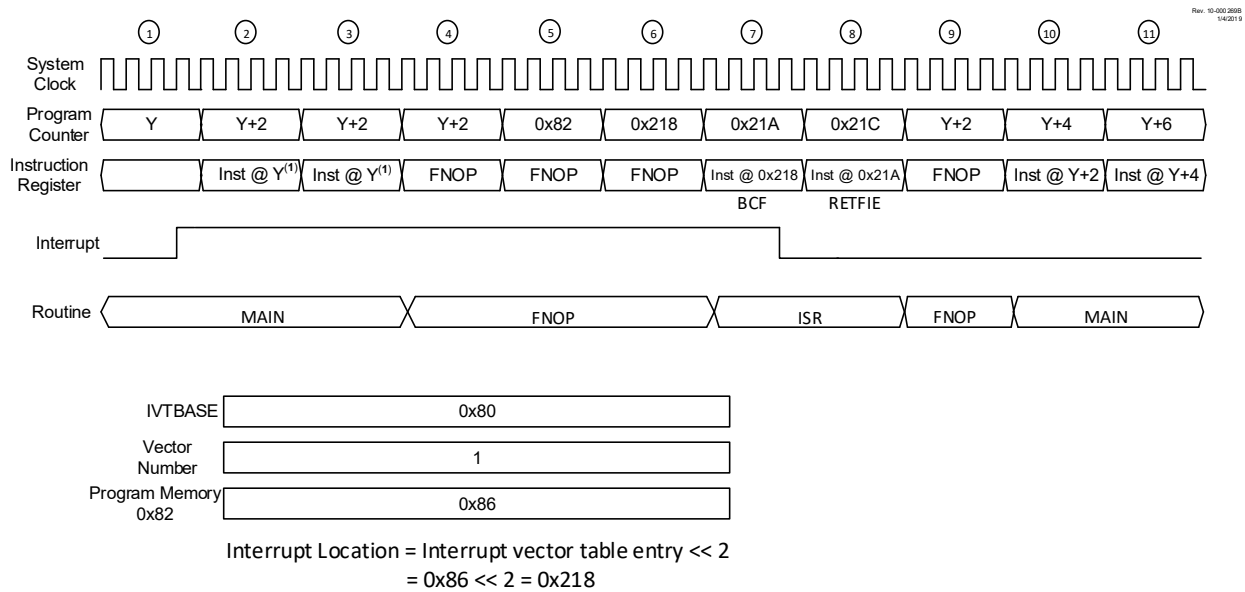 Rev. 10-000 269B
1/4/2019
1 2 3 4 5 6 7 8 9 10 11
System
Clock
Program
Counter
Y Y+2 Y+2 Y+2 0x82 0x218 0x21A 0x21C Y+2 Y+4 Y+6
Instruction
Register
Inst @ Y(1) Inst @ Y(1) FNOP FNOP FNOP Inst @ 0x218 Inst @ 0x21A FNOP Inst @ Y+2 Inst @ Y+4
BCF RETFIE
Interrupt
Routine MAIN FNOP ISR FNOP MAIN
IVTBASE 0x80
Vector
Number
1
Program Memory
0x82
0x86
Interrupt Location = Interrupt vector table entry << 2
= 0x86 << 2 = 0x218